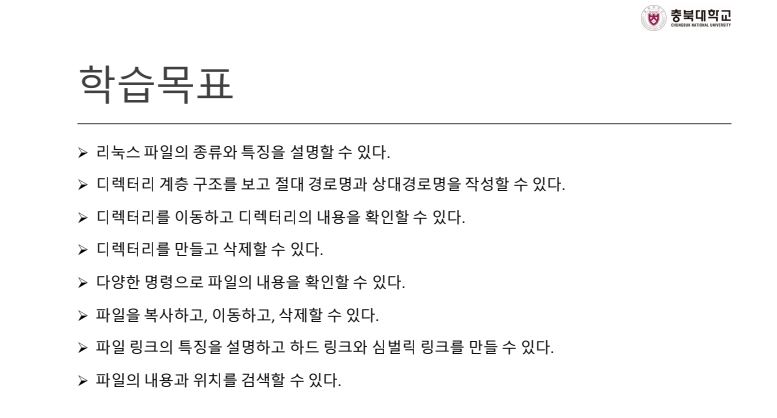 충북대학교
CHUNGBUK NATIONAL UNIVERSITY
학습목표
➢ 리눅스 파일의 종류와 특징을 설명할 수 있다.
➢ 디렉터리 계층 구조를 보고 절대 경로명과 상대경로명을 작성할 수 있다.
➢ 디렉터리를 이동하고 디렉터리의 내용을 확인할 수 있다.
➢ 디렉터리를 만들고 삭제할 수 있다.
➢ 다양한 명령으로 파일의 내용을 확인할 수 있다.
➢ 파일을 복사하고, 이동하고, 삭제할 수 있다.
➢ 파일 링크의 특징을 설명하고 하드 링크와 심벌릭 링크를 만들 수 있다.
➢ 파일의 내용과 위치를 검색할 수 있다.